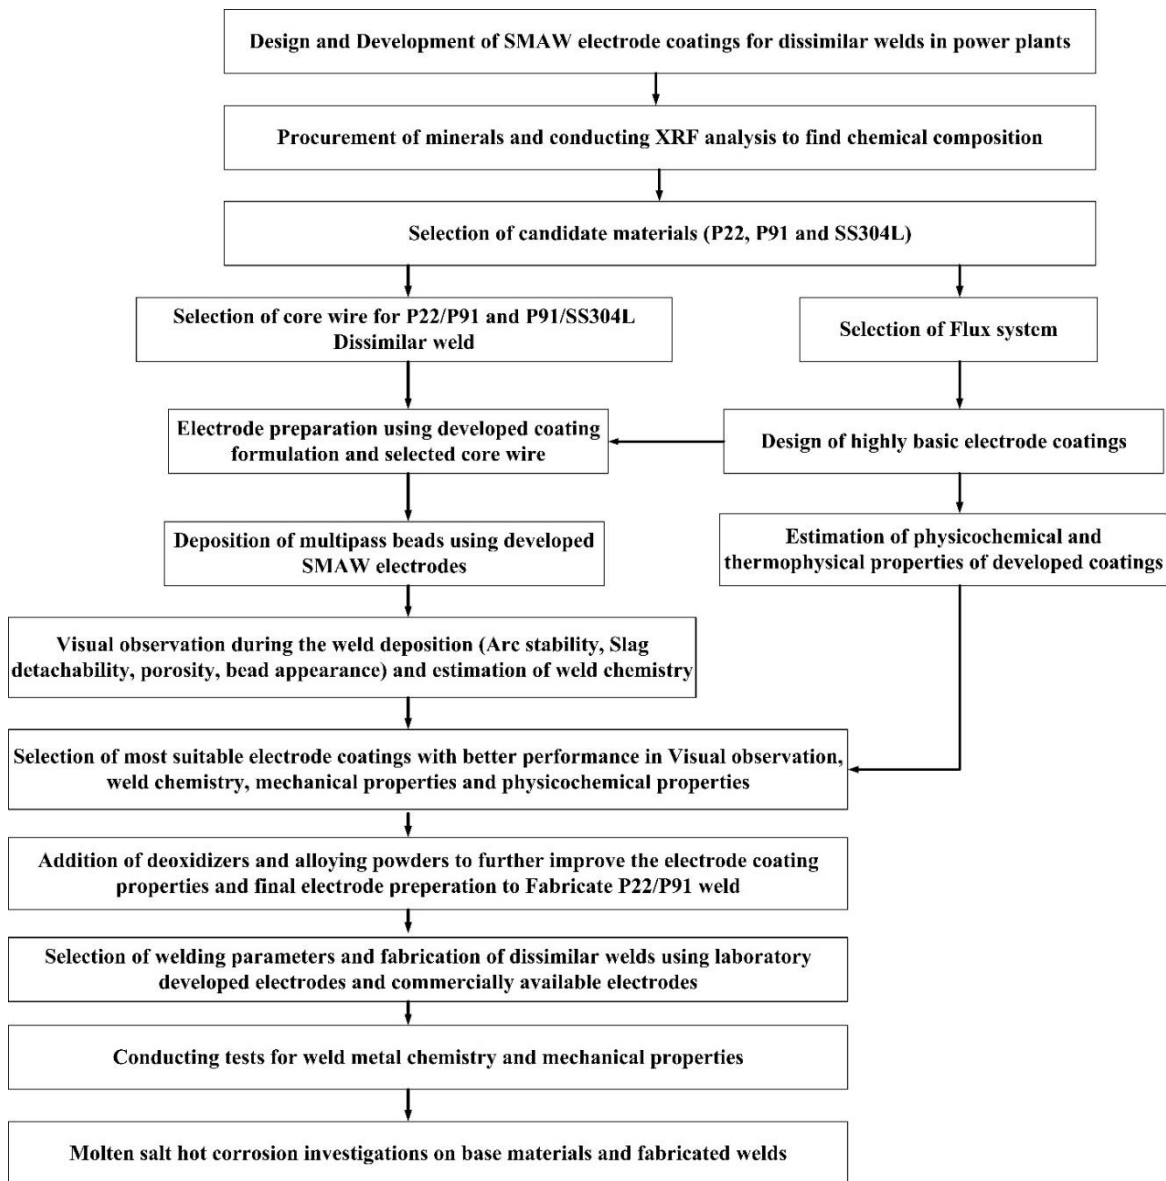 Design and Development of SMAW electrode coatings for dissimilar welds in power plants
Procurement of minerals and conducting XRF analysis to find chemical composition
Selection of candidate materials (P22, P91 and SS304L)
Selection of core wire for P22/P91 and P91/SS304L
Dissimilar weld
Selection of Flux system
Electrode preparation using developed coating
formulation and selected core wire
Design of highly basic electrode coatings
Deposition of multipass beads using developed
SMAW electrodes
Estimation of physicochemical and
thermophysical properties of developed coatings
Visual observation during the weld deposition (Arc stability, Slag
detachability, porosity, bead appearance) and estimation of weld chemistry
Selection of most suitable electrode coatings with better performance in Visual observation,
weld chemistry, mechanical properties and physicochemical properties
Addition of deoxidizers and alloying powders to further improve the electrode coating
properties and final electrode preperation to Fabricate P22/P91 weld
Selection of welding parameters and fabrication of dissimilar welds using laboratory
developed electrodes and commercially available electrodes
Conducting tests for weld metal chemistry and mechanical properties
Molten salt hot corrosion investigations on base materials and fabricated welds